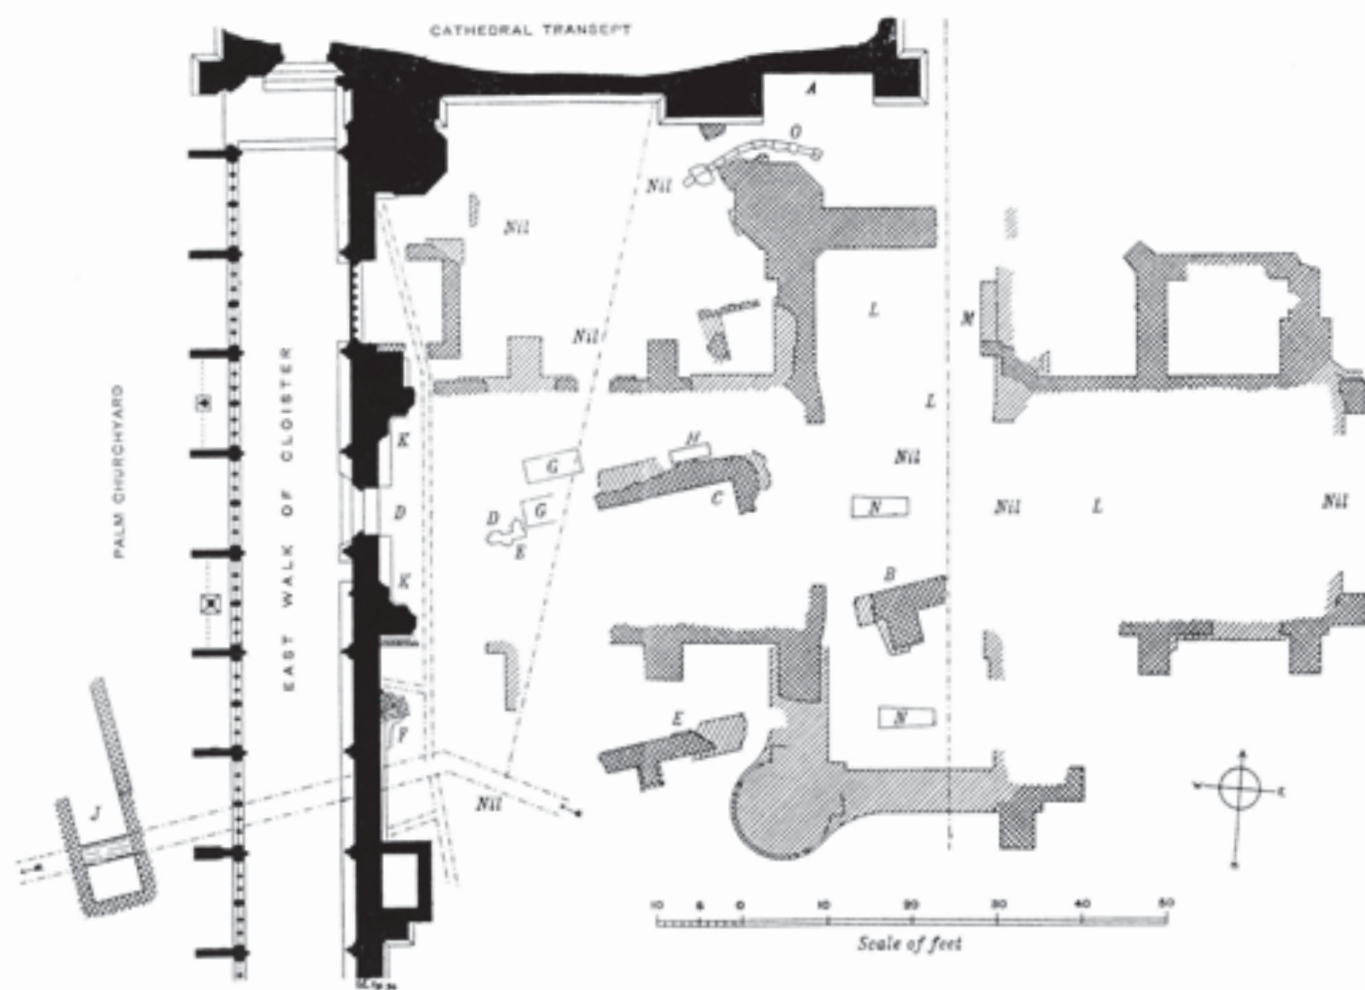 CATHEDRAL TRANSEPT
A
O
Nil
Nil
L
M
Nil
L
PALM CHURCHYARD
EAST WALK OF CLOISTER
K
H
G
C
Nil
D
D
G
E
N
Nil
L
Nil
K
B
F
E
N
J
Nil
E
10 5 0 10 20 30 40 50
Scale of feet